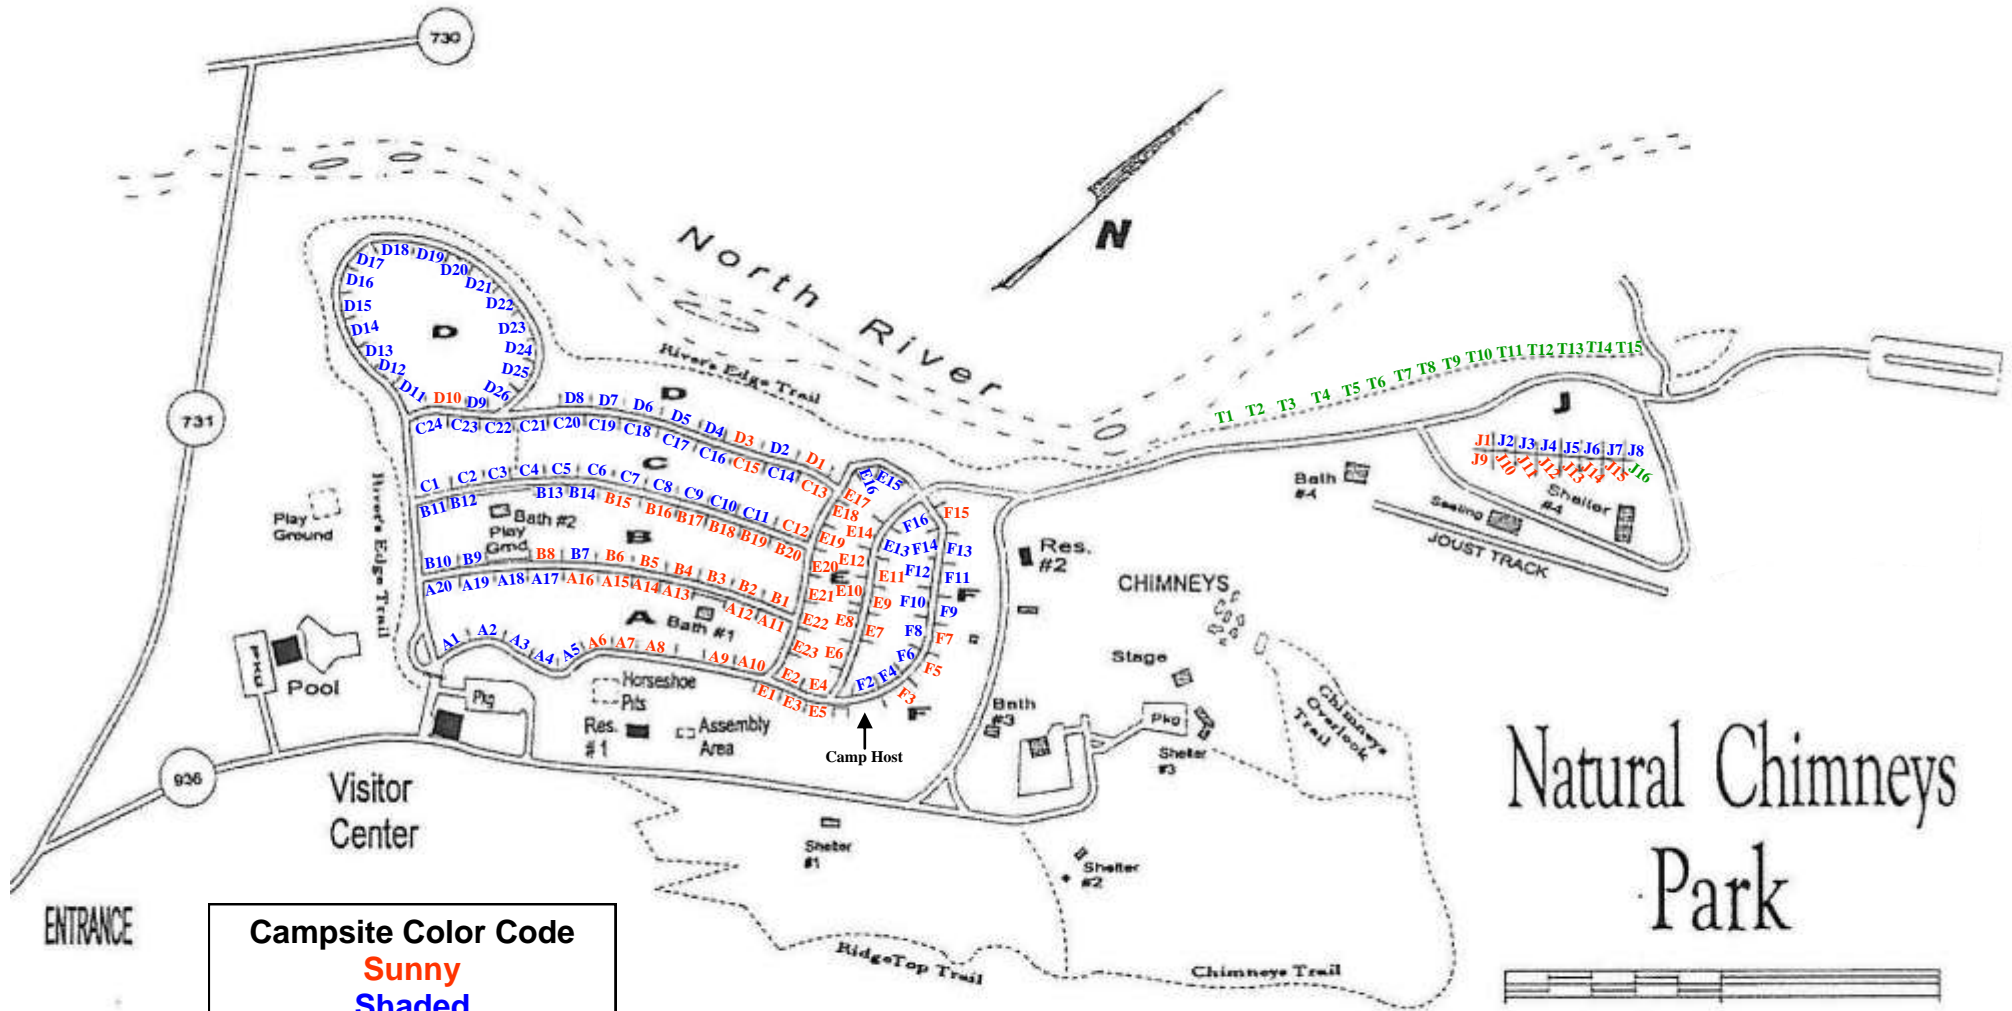 730
North River
N
River's Edge Trail
D17 D18 D19 D20 D21 D22 D23 D24 D25 D26
D16 D15 D14 D13 D12 D11 D10 D9
D
D
D8 D7 D6 D5 D4 D3 D2 D1
C24 C23 C22 C21 C20 C19 C18 C17 C16 C15 C14 C13
C
C1 C2 C3 C4 C5 C6 C7 C8 C9 C10 C11 C12
B11 B12 B13 B14 B15 B16 B17 B18 B19 B20
Bath #2
Play
Grnd
B
B10 B9 B8 B7 B6 B5 B4 B3 B2 B1
A20 A19 A18 A17 A16 A15 A14 A13 A12 A11
A
Bath #1
A1 A2 A3 A4 A5 A6 A7 A8 A9 A10
E16 E15
E17 E18 E19 E20 E21 E22 E23
E
E14 E13 E12 E11 E10 E9 E8 E7 E6
E2 E4
E1 E3 E5
F16 F15
F14 F13
F12 F11
F10 F9
F8 F7
F6 F5
F2 F4 F3
F
F
Camp Host
T1 T2 T3 T4 T5 T6 T7 T8 T9 T10 T11 T12 T13 T14 T15
J
J1 J2 J3 J4 J5 J6 J7 J8
J9 J10 J11 J12 J13 J14 J15 J16
Bath
#4
Seating
Shelter
#4
JOUST TRACK
731
Play
Ground
River's Edge Trail
Pkg
Pool
Pkg
Horseshoe
Pits
Res.
#1
Assembly
Area
Res.
#2
CHIMNEYS
Stage
Bath
#3
Pkg
Shelter
#3
Chimneys
Overlook
Trail
936
Visitor
Center
Shelter
#1
Shelter
#2
RidgeTop Trail
Chimneys Trail
ENTRANCE
Natural Chimneys
Park
Campsite Color Code
Sunny
Shaded